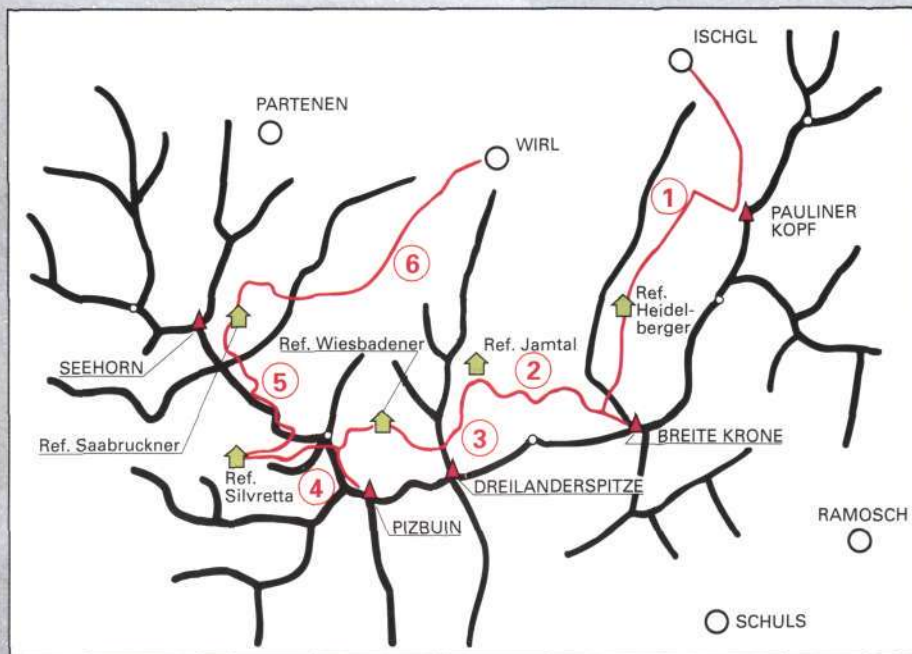 ISCHGL
PARTENEN
WIRL
1
PAULINER
KOPF
6
Ref.
Heidel-
berger
Ref. Wiesbadener
Ref. Jamtal
SEEHORN
5
2
3
Ref. Saabruckner
BREITE KRONE
Ref.
Silvretta
4
DREILANDERSPITZE
PIZBUIN
RAMOSCH
SCHULS